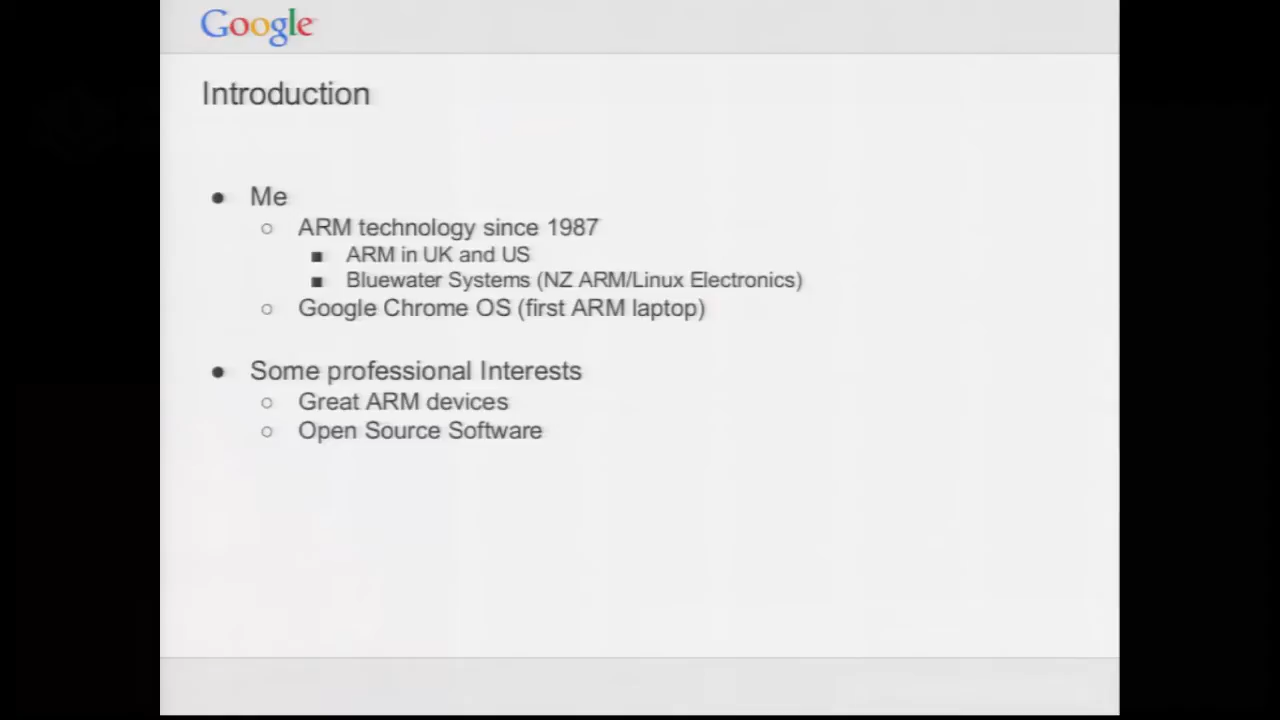 Google
Introduction
● Me
○ ARM technology since 1987
■ ARM in UK and US
■ Bluewater Systems (NZ ARM/Linux Electronics)
○ Google Chrome OS (first ARM laptop)
● Some professional Interests
○ Great ARM devices
○ Open Source Software